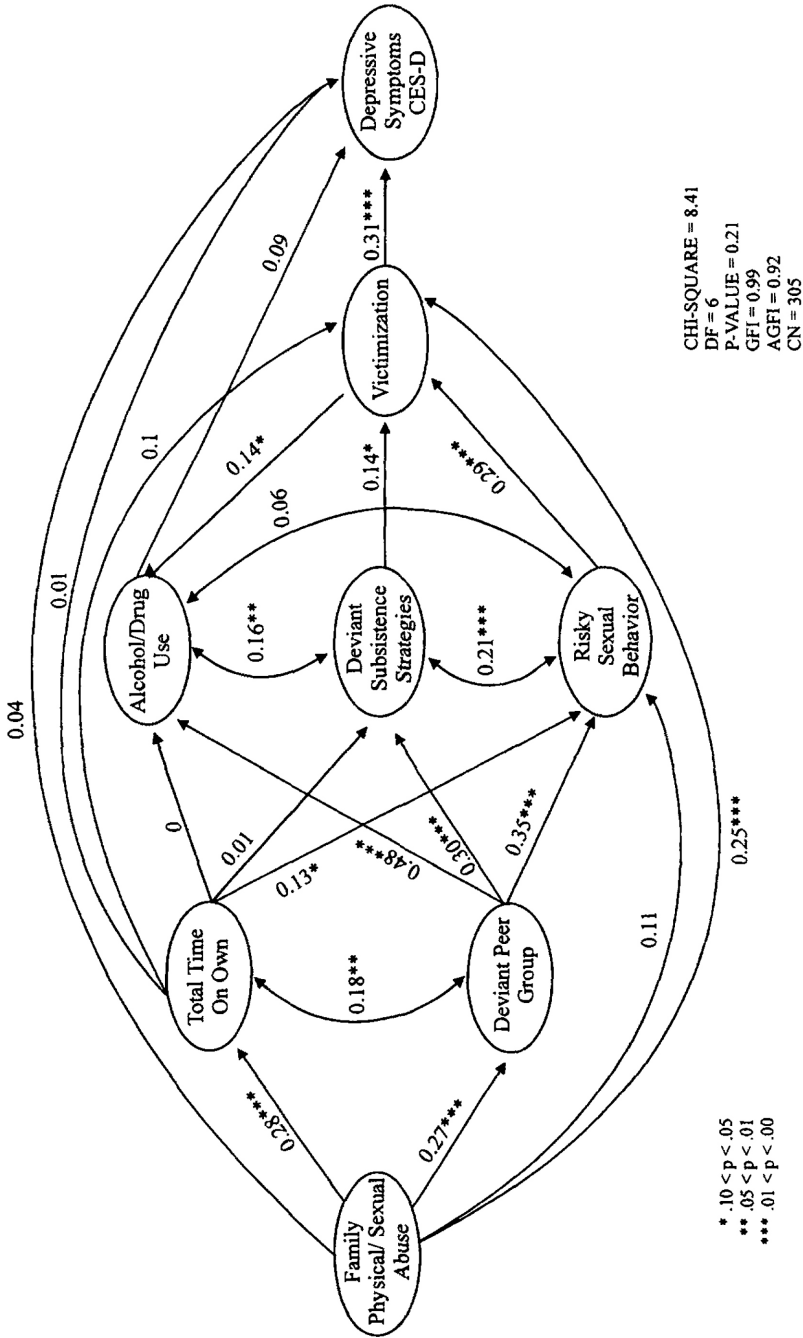 Family
Physical/ Sexual
Abuse
0.28***
0.27***
Total Time
On Own
0.18**
Deviant Peer
Group
0
0.01
0.13*
0.48***
0.30***
0.35***
0.11
0.25***
Alcohol/Drug
Use
0.16**
Deviant
Subsistence
Strategies
0.21***
Risky
Sexual
Behavior
0.04
0.01
0.1
0.14*
0.06
0.14*
0.29***
Victimization
0.09
0.31***
Depressive
Symptoms
CES-D
* .10 < p < .05
** .05 < p < .01
*** .01 < p < .00
CHI-SQUARE = 8.41
DF = 6
P-VALUE = 0.21
GFI = 0.99
AGFI = 0.92
CN = 305